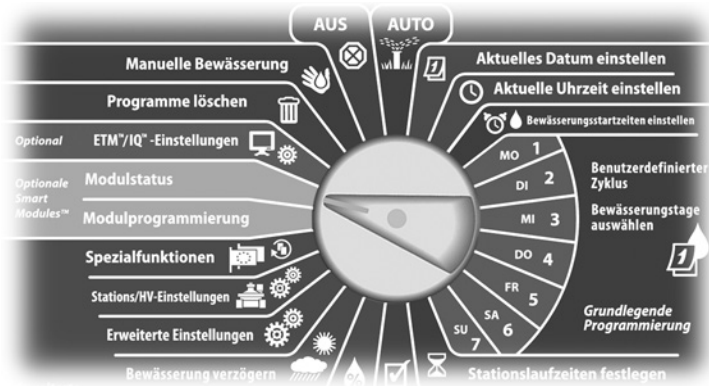 AUS
AUTO
Manuelle Bewässerung
Programme löschen
Optional
ETM™/IQ™ -Einstellungen
Optionale
Smart
Modules™
Modulstatus
Modulprogrammierung
Spezialfunktionen
Stations/HV-Einstellungen
Erweiterte Einstellungen
Bewässerung verzögern
%
Aktuelles Datum einstellen
Aktuelle Uhrzeit einstellen
Bewässerungsstartzeiten einstellen
MO 1
DI 2
MI 3
DO 4
FR 5
SA 6
SU 7
Benutzerdefinierter
Zyklus
Bewässerungstage
auswählen
1
Grundlegende
Programmierung
Stationslaufzeiten festlegen